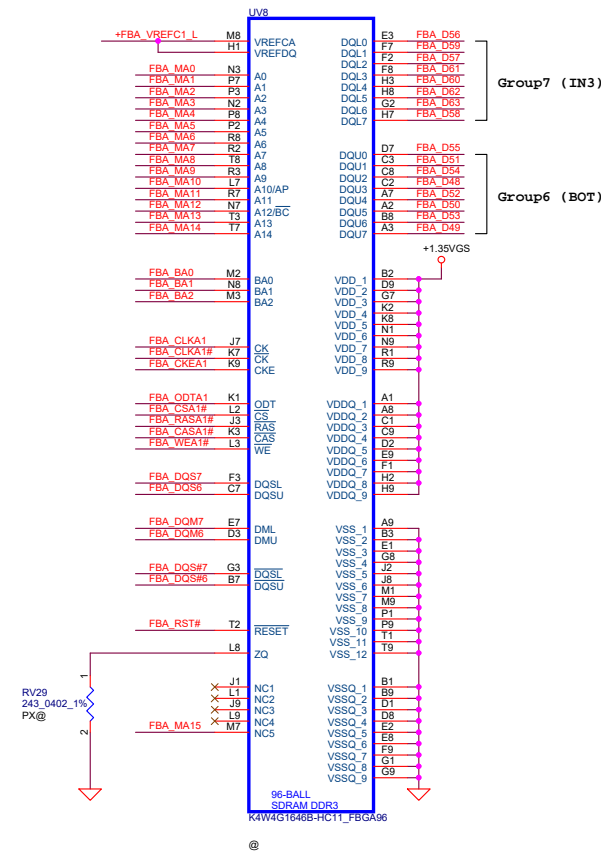 UV8
+FBA_VREFC1_L M8 VREFCA E3 FBA_D56 DQL0
H1 VREFDQ F7 FBA_D59 DQL1
F2 FBA_D57 DQL2
FBA_MA0 N3 A0 F8 FBA_D61 DQL3
FBA_MA1 P7 A1 H3 FBA_D60 DQL4 Group7 (IN3)
FBA_MA2 P3 A2 H8 FBA_D62 DQL5
FBA_MA3 N2 A3 G2 FBA_D63 DQL6
FBA_MA4 P8 A4 H7 FBA_D58 DQL7
FBA_MA5 P2 A5
FBA_MA6 R8 A6
FBA_MA7 R2 A7 D7 FBA_D55 DQU0
FBA_MA8 T8 A8 C3 FBA_D51 DQU1
FBA_MA9 R3 A9 C8 FBA_D54 DQU2
FBA_MA10 L7 A10/AP C2 FBA_D48 DQU3
FBA_MA11 R7 A11 A7 FBA_D52 DQU4 Group6 (BOT)
FBA_MA12 N7 A12/BC A2 FBA_D50 DQU5
FBA_MA13 T3 A13 B8 FBA_D53 DQU6
FBA_MA14 T7 A14 A3 FBA_D49 DQU7
+1.35VGS
FBA_BA0 M2 BA0 B2 VDD_1
FBA_BA1 N8 BA1 D9 VDD_2
FBA_BA2 M3 BA2 G7 VDD_3
K2 VDD_4
K8 VDD_5
N1 VDD_6
FBA_CLKA1 J7 CK N9 VDD_7
FBA_CLKA1# K7 CK R1 VDD_8
FBA_CKEA1 K9 CKE R9 VDD_9
FBA_ODTA1 K1 ODT A1 VDDQ_1
FBA_CSA1# L2 CS A8 VDDQ_2
FBA_RASA1# J3 RAS C1 VDDQ_3
FBA_CASA1# K3 CAS C9 VDDQ_4
FBA_WEA1# L3 WE D2 VDDQ_5
E9 VDDQ_6
F1 VDDQ_7
FBA_DQS7 F3 DQSL H2 VDDQ_8
FBA_DQS6 C7 DQSU H9 VDDQ_9
FBA_DQM7 E7 DML A9 VSS_1
FBA_DQM6 D3 DMU B3 VSS_2
E1 VSS_3
G8 VSS_4
FBA_DQS#7 G3 DQSL J2 VSS_5
FBA_DQS#6 B7 DQSU J8 VSS_6
M1 VSS_7
M9 VSS_8
P1 VSS_9
FBA_RST# T2 RESET P9 VSS_10
T1 VSS_11
L8 ZQ T9 VSS_12
1
RV29
243_0402_1%
PX@
2
J1 NC1 B1 VSSQ_1
L1 NC2 B9 VSSQ_2
J9 NC3 D1 VSSQ_3
L9 NC4 D8 VSSQ_4
FBA_MA15 M7 NC5 E2 VSSQ_5
E8 VSSQ_6
F9 VSSQ_7
G1 VSSQ_8
G9 VSSQ_9
96-BALL
SDRAM DDR3
K4W4G1646B-HC11_FBGA96
@